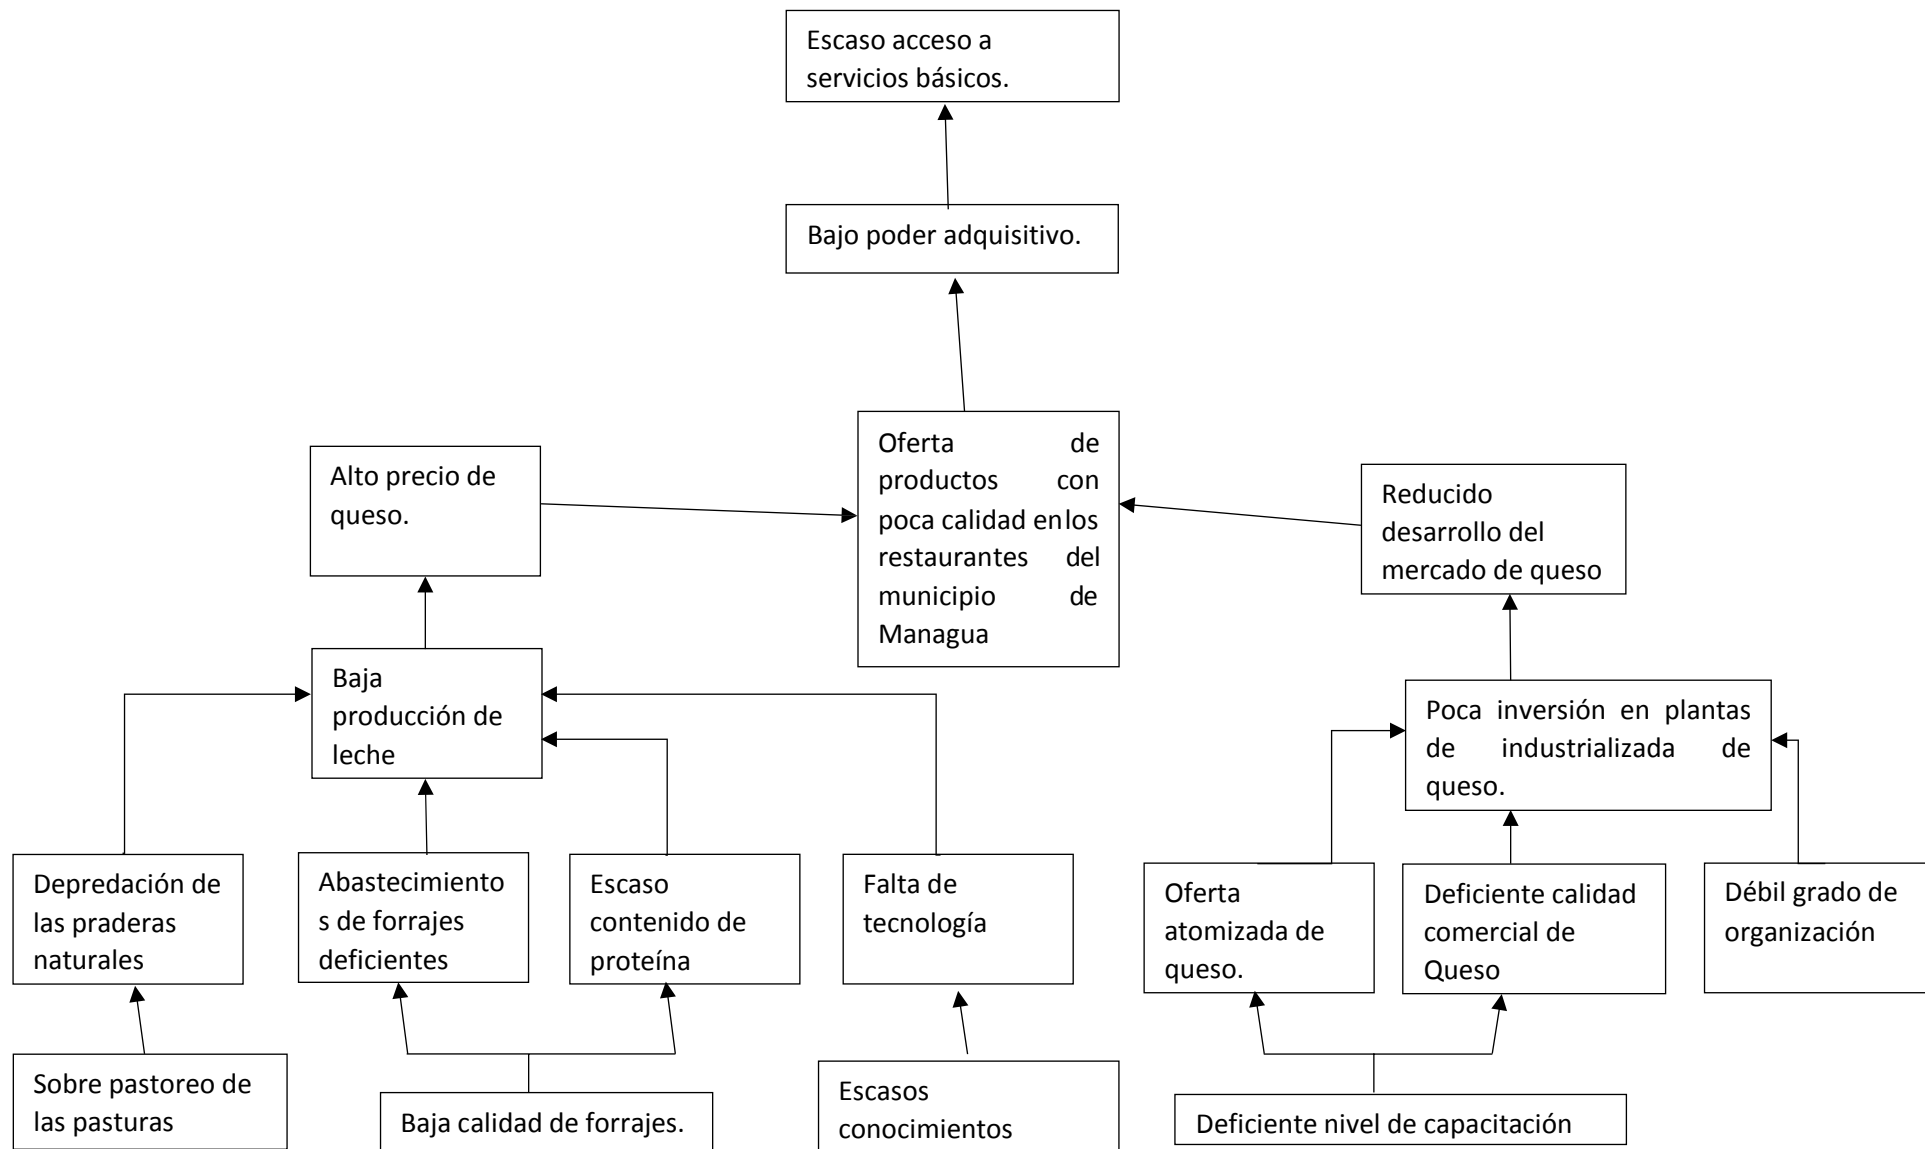 Escaso acceso a
servicios básicos.
Bajo poder adquisitivo.
Oferta de
productos con
poca calidad enlos
restaurantes del
municipio de
Managua
Alto precio de
queso.
Reducido
desarrollo del
mercado de queso
Baja
producción de
leche
Poca inversión en plantas
de industrializada de
queso.
Depredación de
las praderas
naturales
Abastecimiento
s de forrajes
deficientes
Escaso
contenido de
proteína
Falta de
tecnología
Oferta
atomizada de
queso.
Deficiente calidad
comercial de
Queso
Débil grado de
organización
Sobre pastoreo de
las pasturas
Baja calidad de forrajes.
Escasos
conocimientos
Deficiente nivel de capacitación